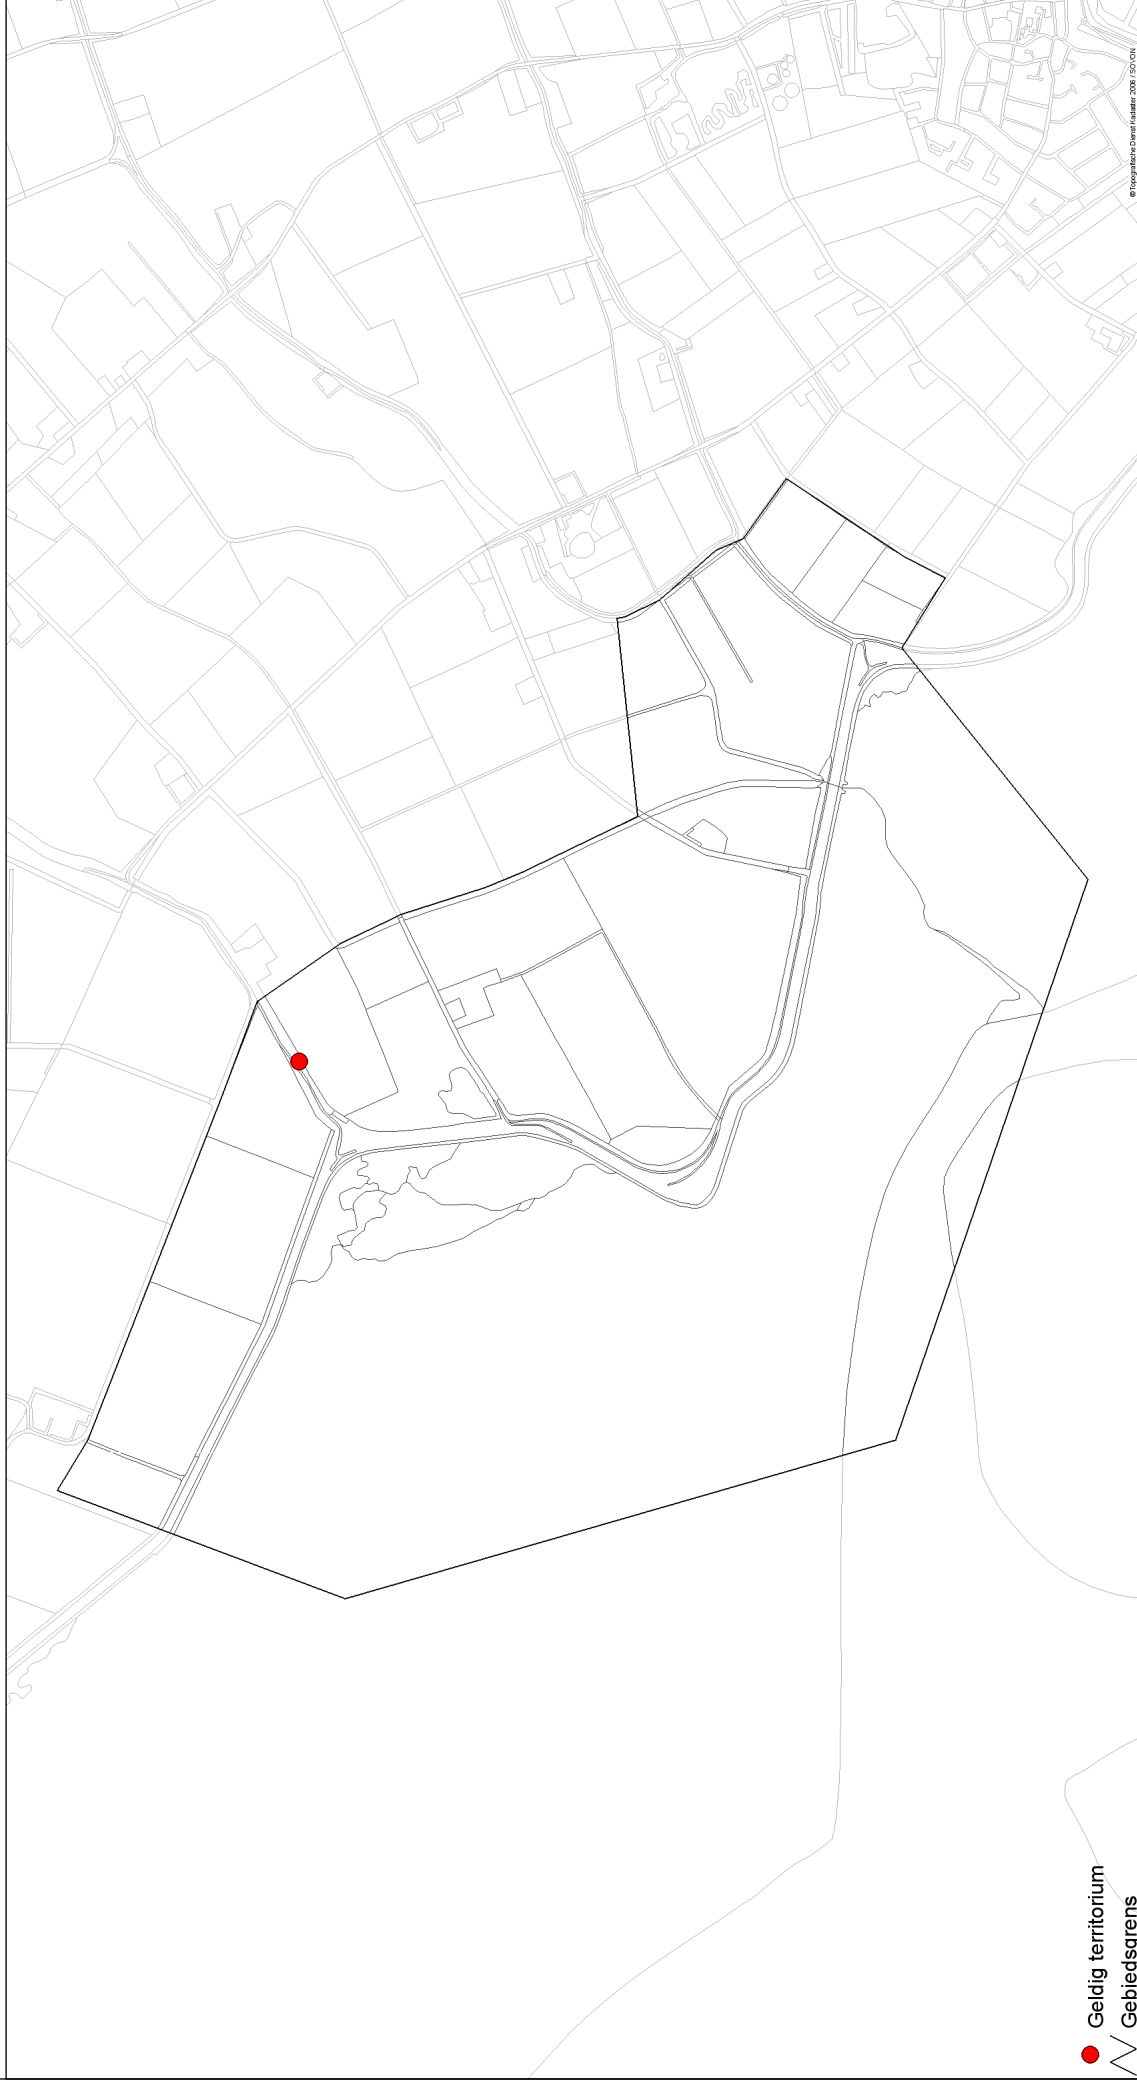 © Topografische Dienst Kadaster 2006 / SOVON
Geldig territorium
Gebiedsgrens